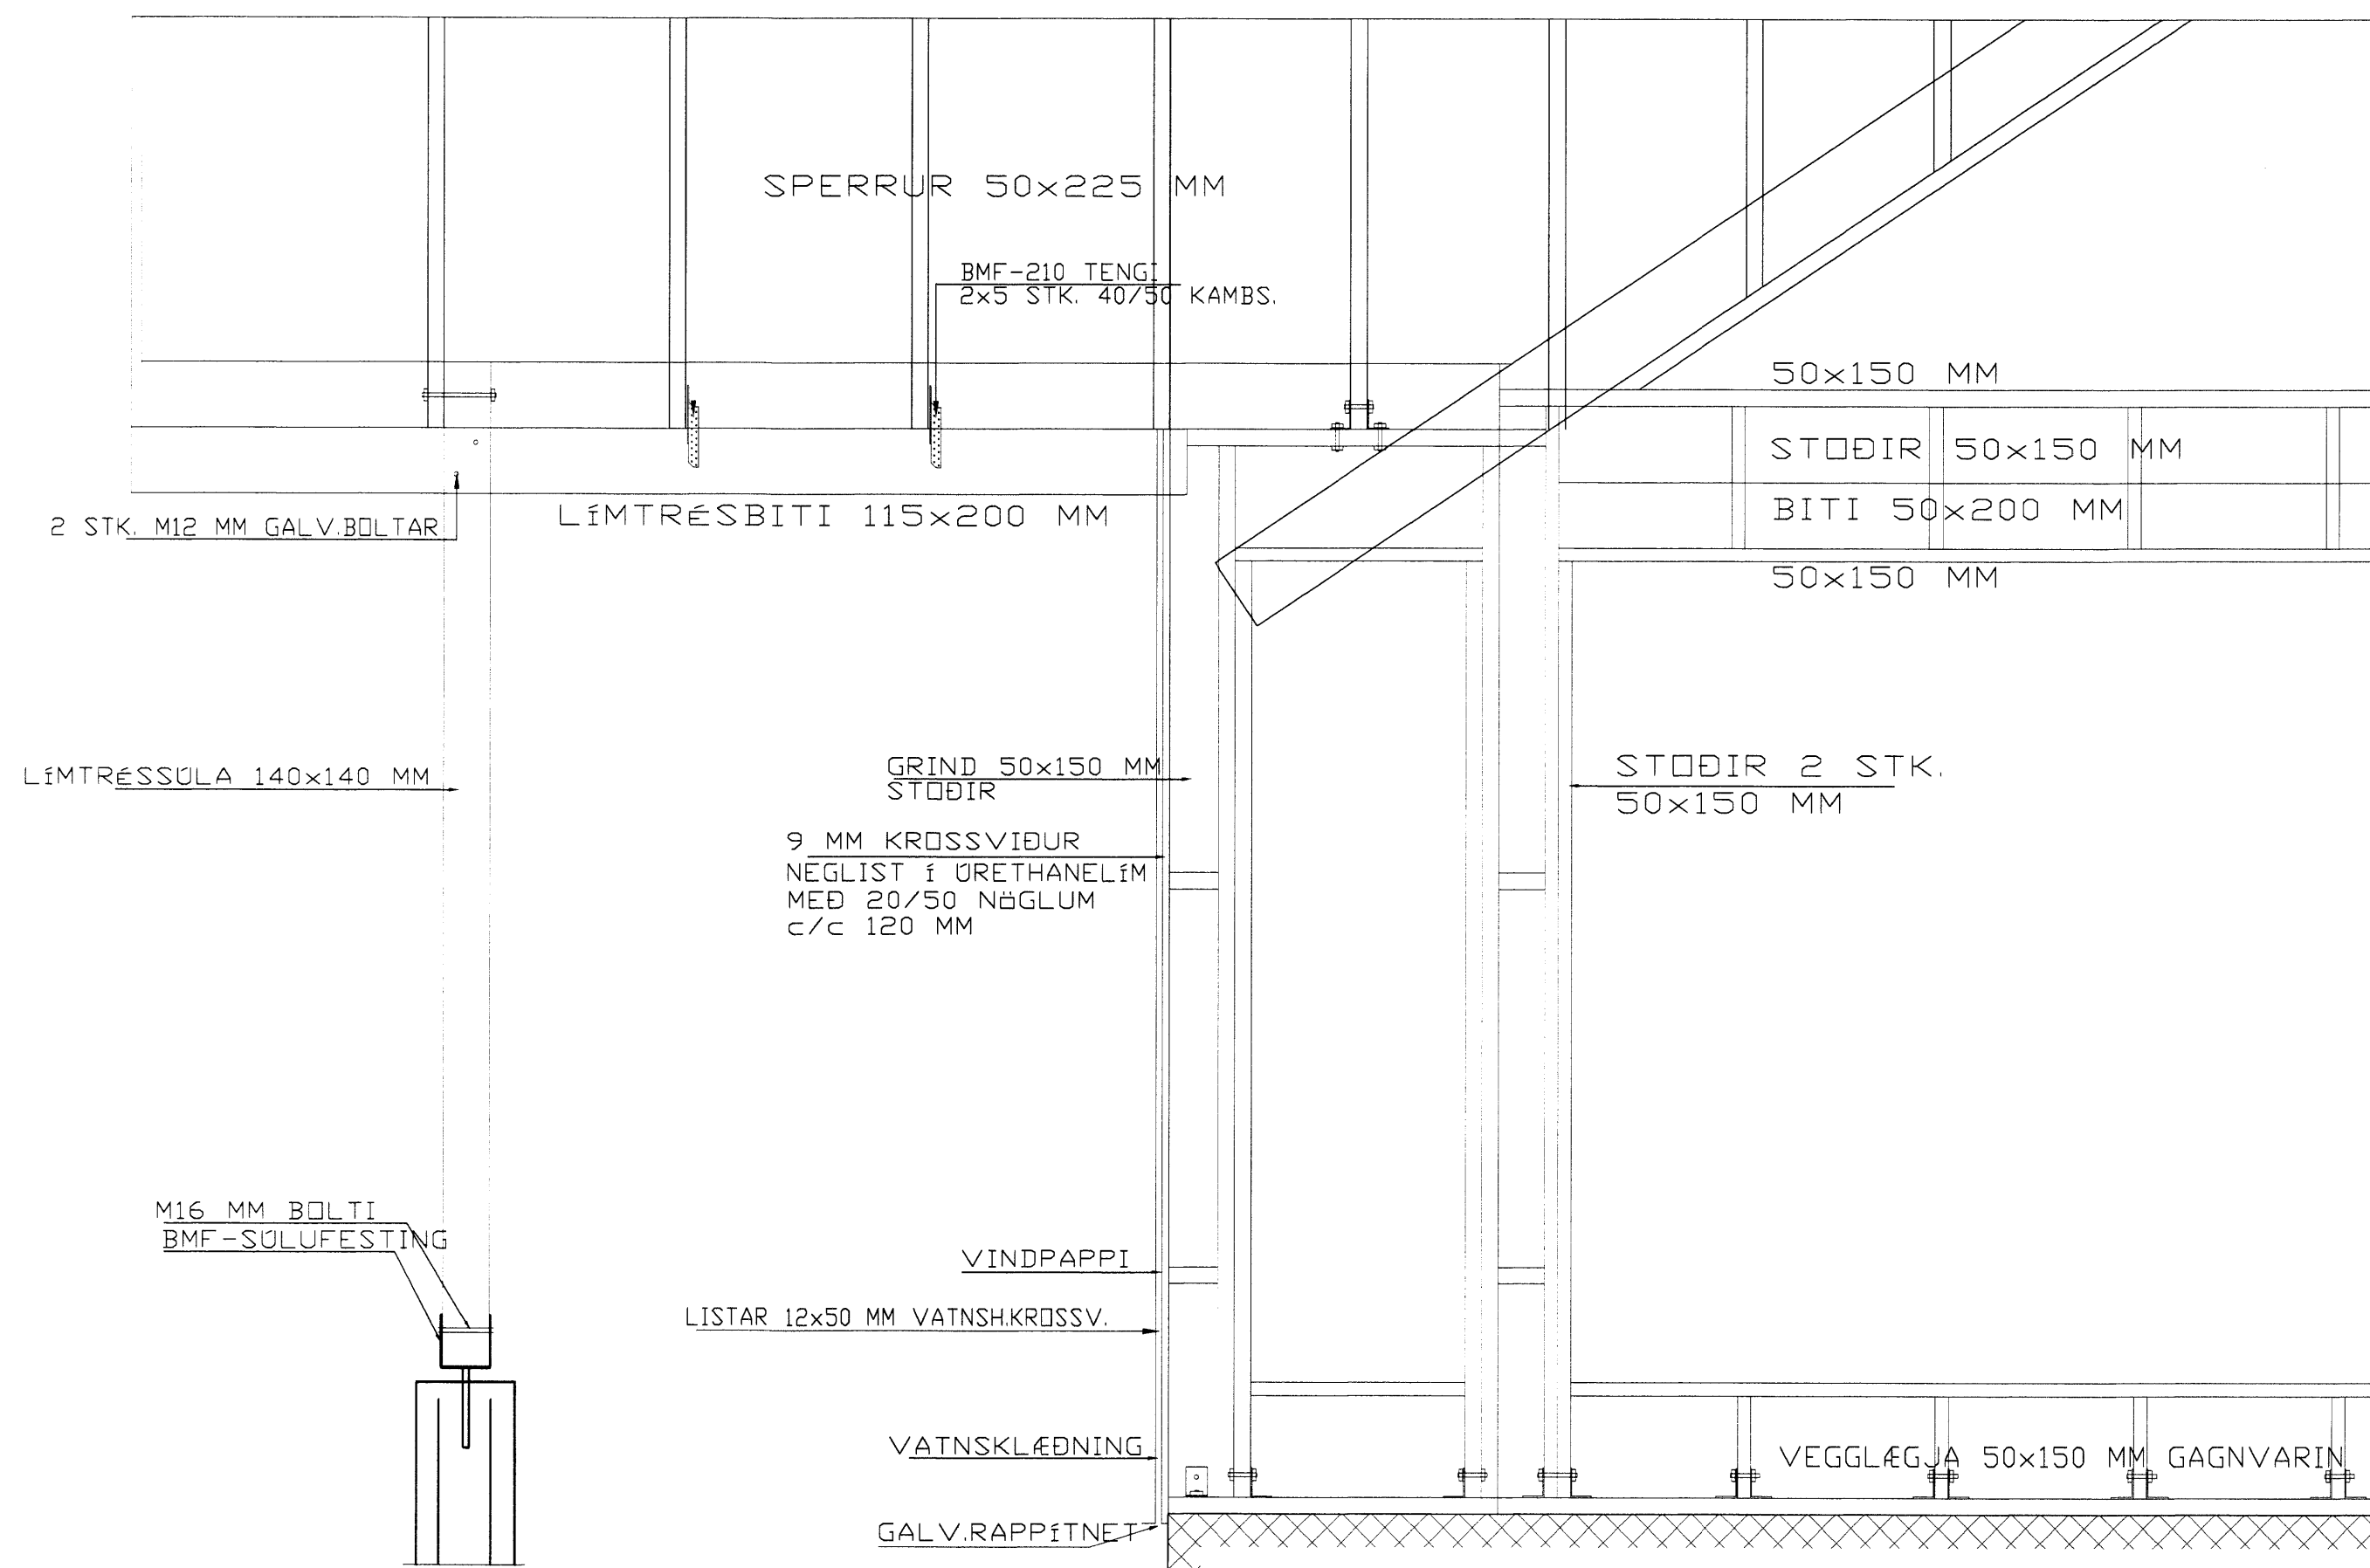 SPERRUR 50x225 MM
BMF-210 TENGI
2x5 STK. 40/50 KAMBS.
50x150 MM
STOÐIR 50x150 MM
BITI 50x200 MM
50x150 MM
2 STK. M12 MM GALV.BOLTAR
LÍMTRÉSBITI 115x200 MM
LÍMTRÉSSÚLA 140x140 MM
GRIND 50x150 MM
STOÐIR
STOÐIR 2 STK.
50x150 MM
9 MM KROSSVIÐUR
NEGLIST Í ÚRETHANELÍM
MEÐ 20/50 NÖGLUM
c/c 120 MM
M16 MM BOLTI
BMF-SÚLUFESTING
VINDPAPPI
LISTAR 12x50 MM VATNSH.KROSSV.
VATNSKLÆÐNING
VEGGLÆGJA 50x150 MM GAGNVARIN
GALV.RAPPÍTNET